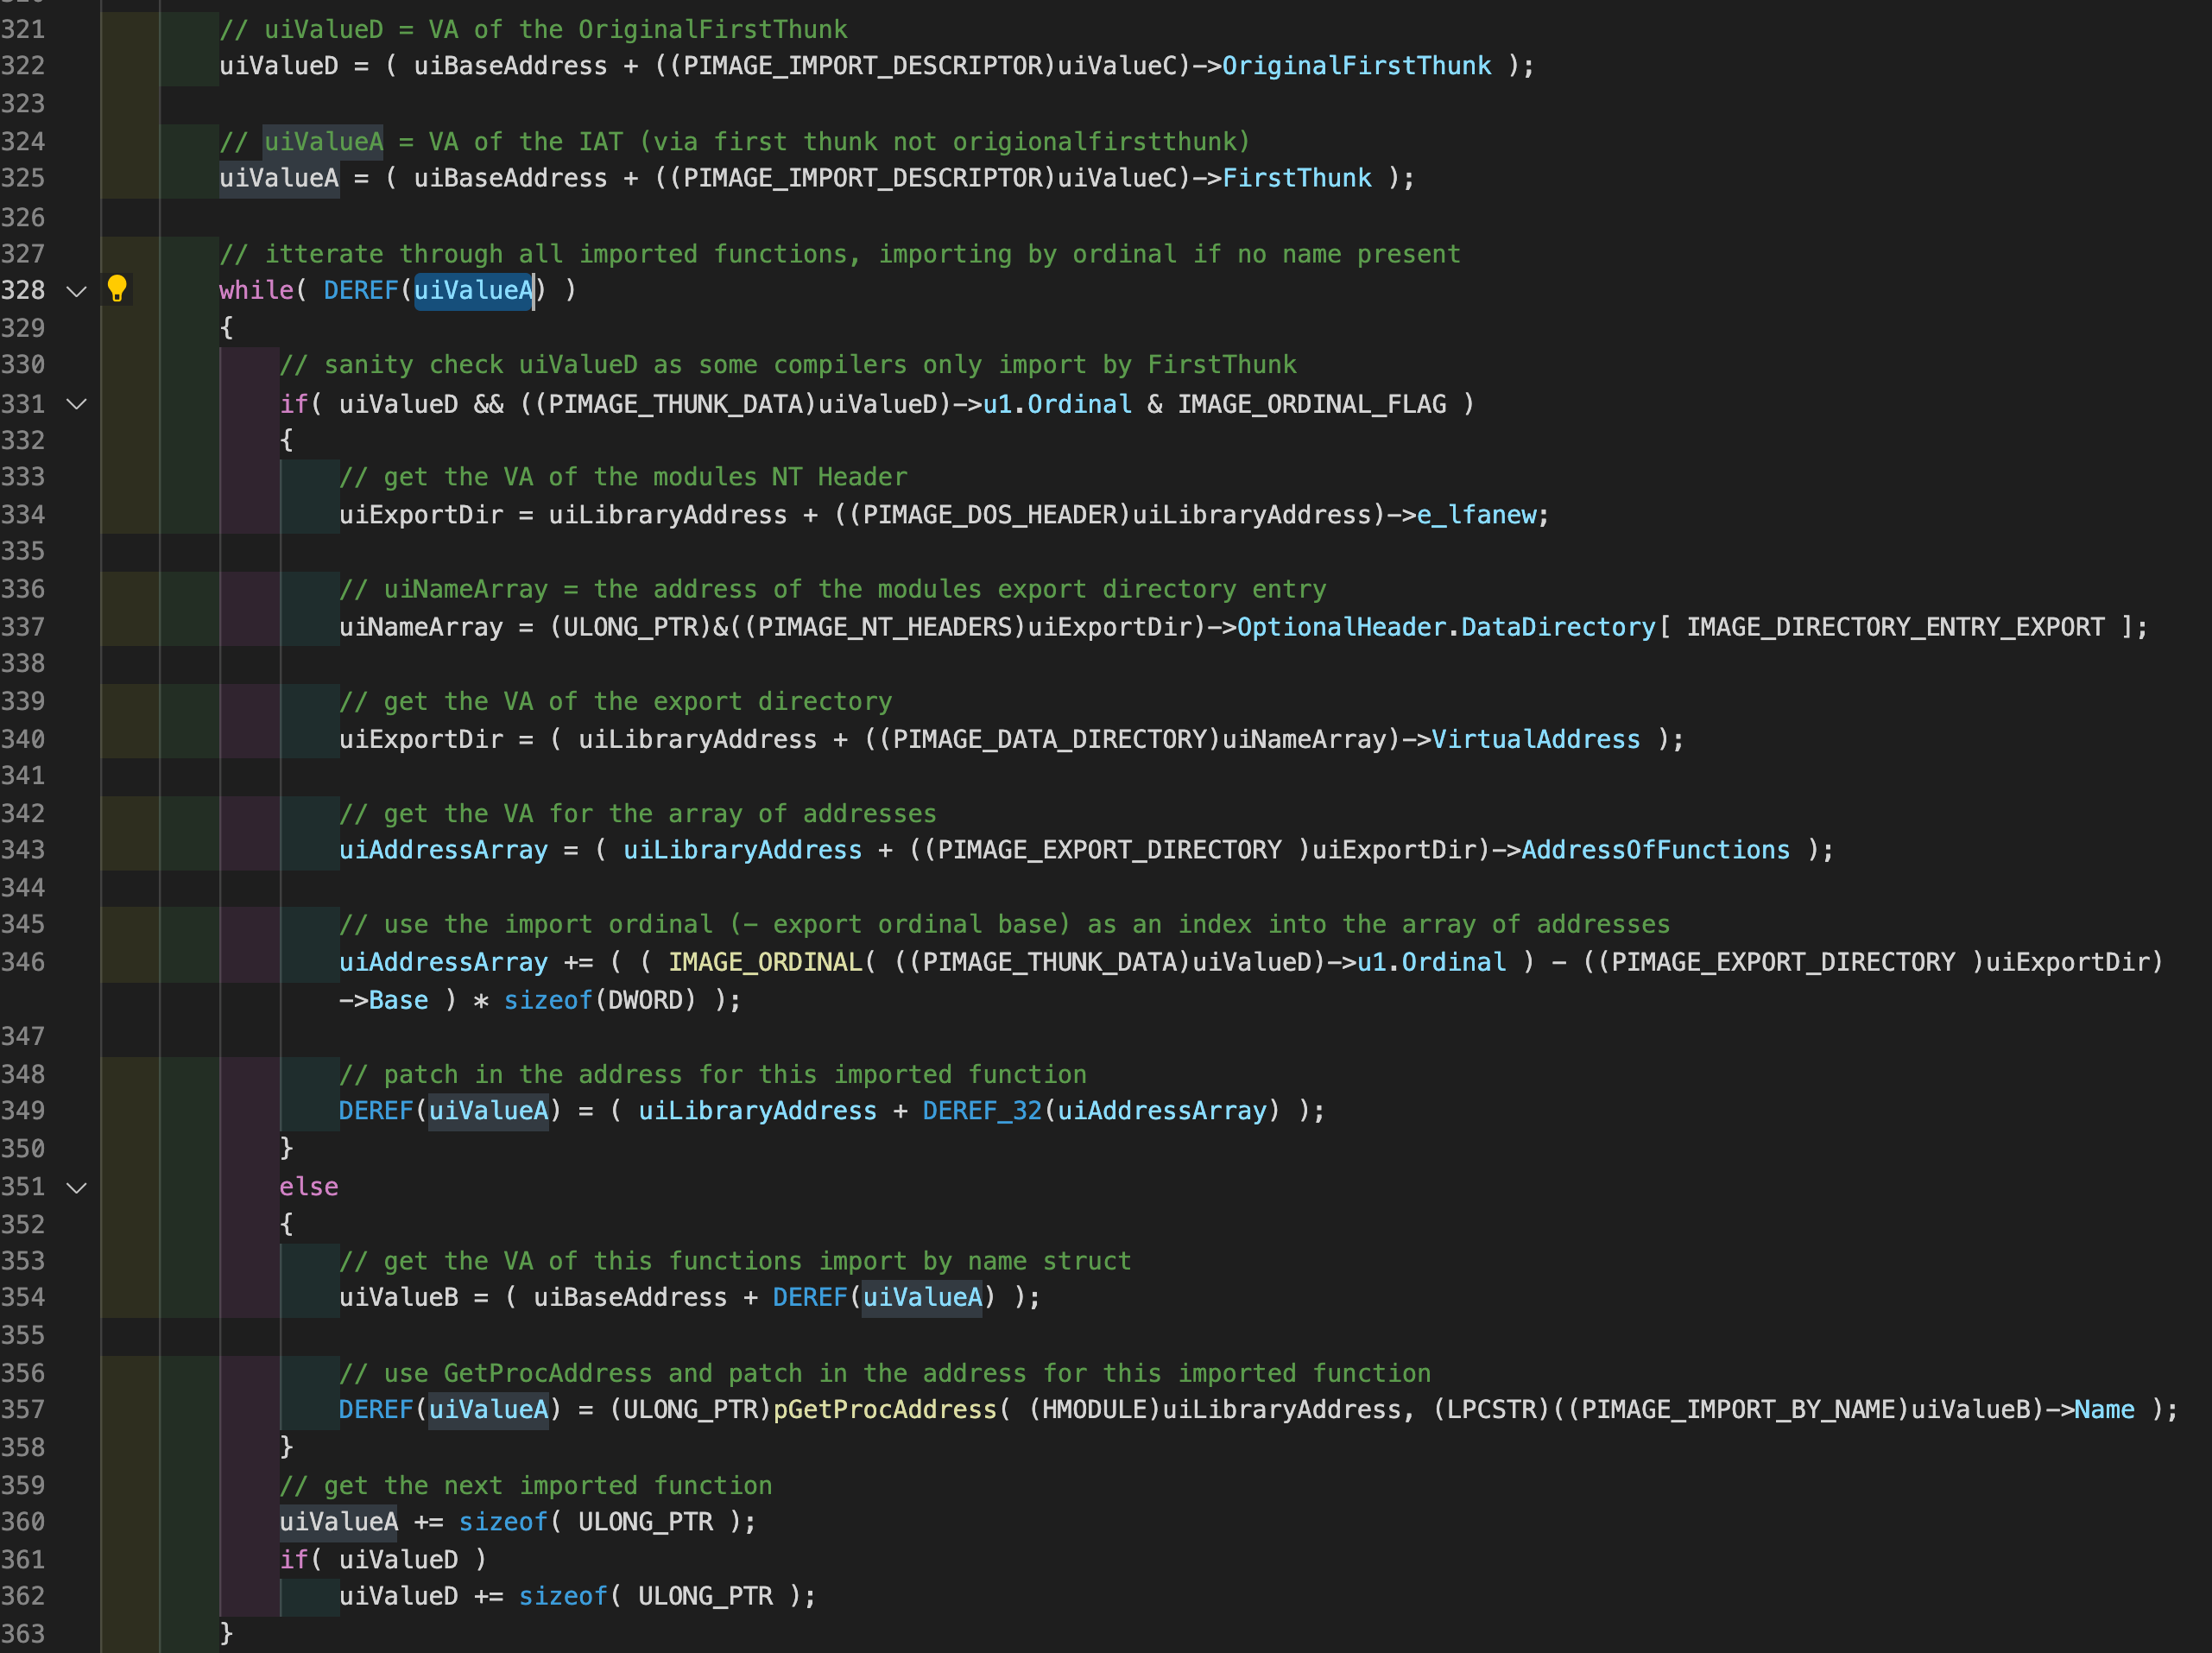 321 // uiValueD = VA of the OriginalFirstThunk
322 uiValueD = ( uiBaseAddress + ((PIMAGE_IMPORT_DESCRIPTOR)uiValueC)->OriginalFirstThunk );
323
324 // uiValueA = VA of the IAT (via first thunk not origionalfirstthunk)
325 uiValueA = ( uiBaseAddress + ((PIMAGE_IMPORT_DESCRIPTOR)uiValueC)->FirstThunk );
326
327 // itterate through all imported functions, importing by ordinal if no name present
328 while( DEREF(uiValueA) )
329 {
330 // sanity check uiValueD as some compilers only import by FirstThunk
331 if( uiValueD && ((PIMAGE_THUNK_DATA)uiValueD)->u1.Ordinal & IMAGE_ORDINAL_FLAG )
332 {
333 // get the VA of the modules NT Header
334 uiExportDir = uiLibraryAddress + ((PIMAGE_DOS_HEADER)uiLibraryAddress)->e_lfanew;
335
336 // uiNameArray = the address of the modules export directory entry
337 uiNameArray = (ULONG_PTR)&((PIMAGE_NT_HEADERS)uiExportDir)->OptionalHeader.DataDirectory[ IMAGE_DIRECTORY_ENTRY_EXPORT ];
338
339 // get the VA of the export directory
340 uiExportDir = ( uiLibraryAddress + ((PIMAGE_DATA_DIRECTORY)uiNameArray)->VirtualAddress );
341
342 // get the VA for the array of addresses
343 uiAddressArray = ( uiLibraryAddress + ((PIMAGE_EXPORT_DIRECTORY )uiExportDir)->AddressOfFunctions );
344
345 // use the import ordinal (- export ordinal base) as an index into the array of addresses
346 uiAddressArray += ( ( IMAGE_ORDINAL( ((PIMAGE_THUNK_DATA)uiValueD)->u1.Ordinal ) - ((PIMAGE_EXPORT_DIRECTORY )uiExportDir)
->Base ) * sizeof(DWORD) );
347
348 // patch in the address for this imported function
349 DEREF(uiValueA) = ( uiLibraryAddress + DEREF_32(uiAddressArray) );
350 }
351 else
352 {
353 // get the VA of this functions import by name struct
354 uiValueB = ( uiBaseAddress + DEREF(uiValueA) );
355
356 // use GetProcAddress and patch in the address for this imported function
357 DEREF(uiValueA) = (ULONG_PTR)pGetProcAddress( (HMODULE)uiLibraryAddress, (LPCSTR)((PIMAGE_IMPORT_BY_NAME)uiValueB)->Name );
358 }
359 // get the next imported function
360 uiValueA += sizeof( ULONG_PTR );
361 if( uiValueD )
362 uiValueD += sizeof( ULONG_PTR );
363 }